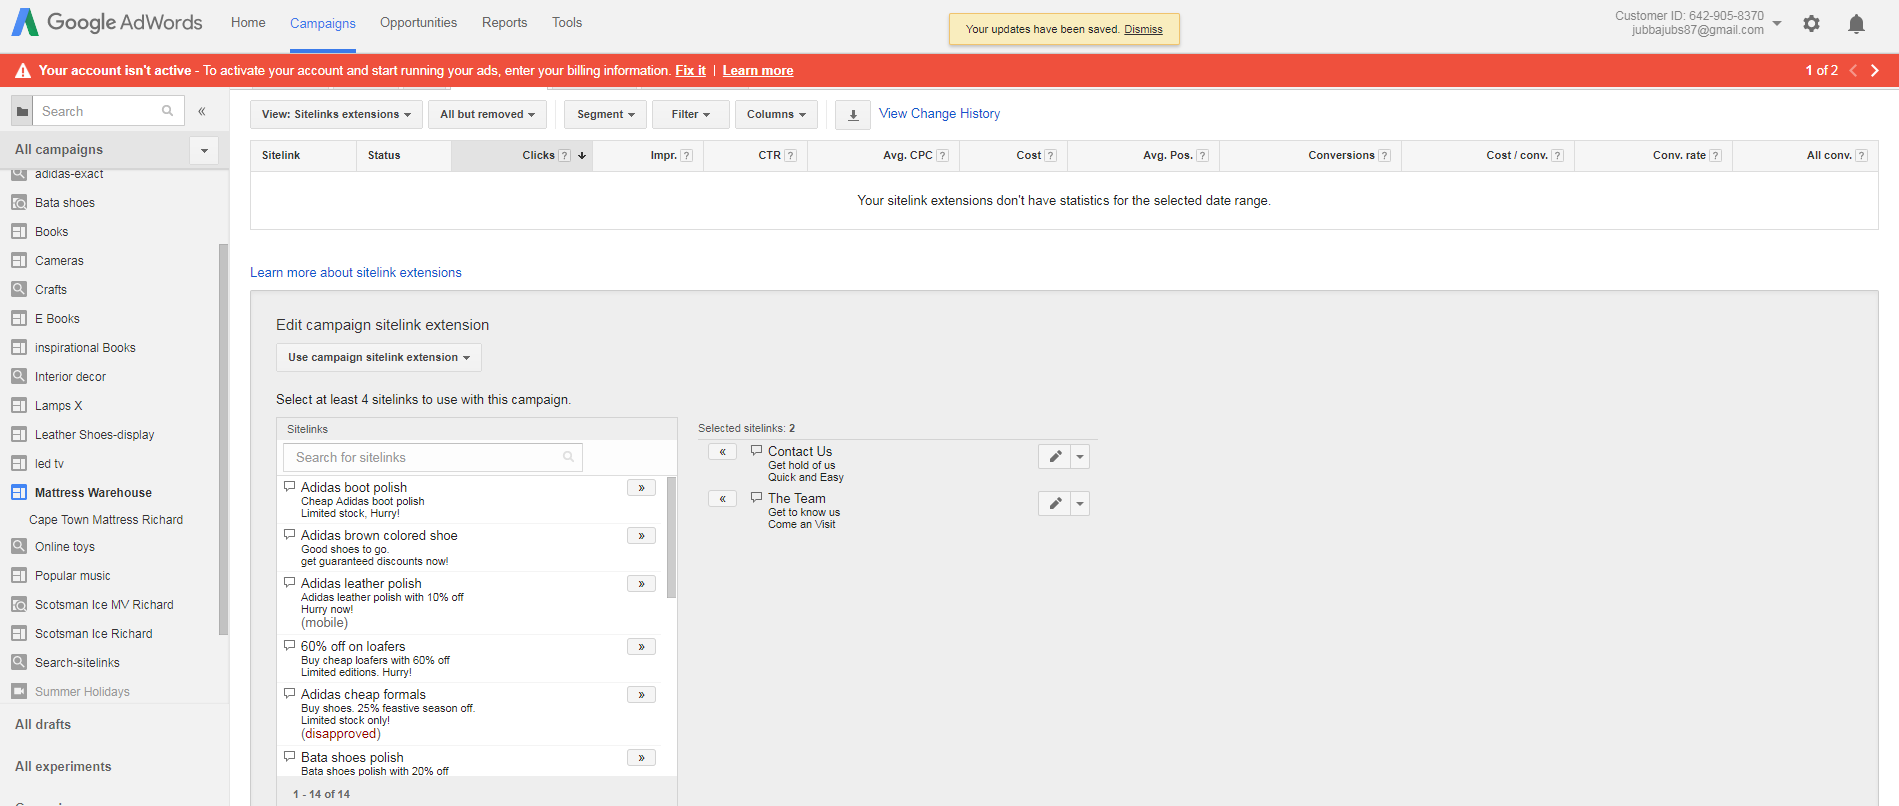 Google AdWords
Home
Campaigns
Opportunities
Reports
Tools
Your updates have been saved. Dismiss
Customer ID: 642-905-8370
jubbajubs87@gmail.com
Your account isn't active - To activate your account and start running your ads, enter your billing information. Fix it | Learn more
1 of 2
Search
«
All campaigns
adidas-exact
Bata shoes
Books
Cameras
Crafts
E Books
inspirational Books
Interior decor
Lamps X
Leather Shoes-display
led tv
Mattress Warehouse
Cape Town Mattress Richard
Online toys
Popular music
Scotsman Ice MV Richard
Scotsman Ice Richard
Search-sitelinks
Summer Holidays
All drafts
All experiments
View: Sitelinks extensions
All but removed
Segment
Filter
Columns
View Change History
Sitelink
Status
Clicks ?
Impr. ?
CTR ?
Avg. CPC ?
Cost ?
Avg. Pos. ?
Conversions ?
Cost / conv. ?
Conv. rate ?
All conv. ?
Your sitelink extensions don't have statistics for the selected date range.
Learn more about sitelink extensions
Edit campaign sitelink extension
Use campaign sitelink extension
Select at least 4 sitelinks to use with this campaign.
Sitelinks
Search for sitelinks
Adidas boot polish
»
Cheap Adidas boot polish
Limited stock, Hurry!
Adidas brown colored shoe
»
Good shoes to go.
get guaranteed discounts now!
Adidas leather polish
»
Adidas leather polish with 10% off
Hurry now!
(mobile)
60% off on loafers
»
Buy cheap loafers with 60% off
Limited editions. Hurry!
Adidas cheap formals
»
Buy shoes. 25% feastive season off.
Limited stock only!
(disapproved)
Bata shoes polish
»
Bata shoes polish with 20% off
1 - 14 of 14
Selected sitelinks: 2
«
Contact Us
Get hold of us
Quick and Easy
«
The Team
Get to know us
Come an Visit